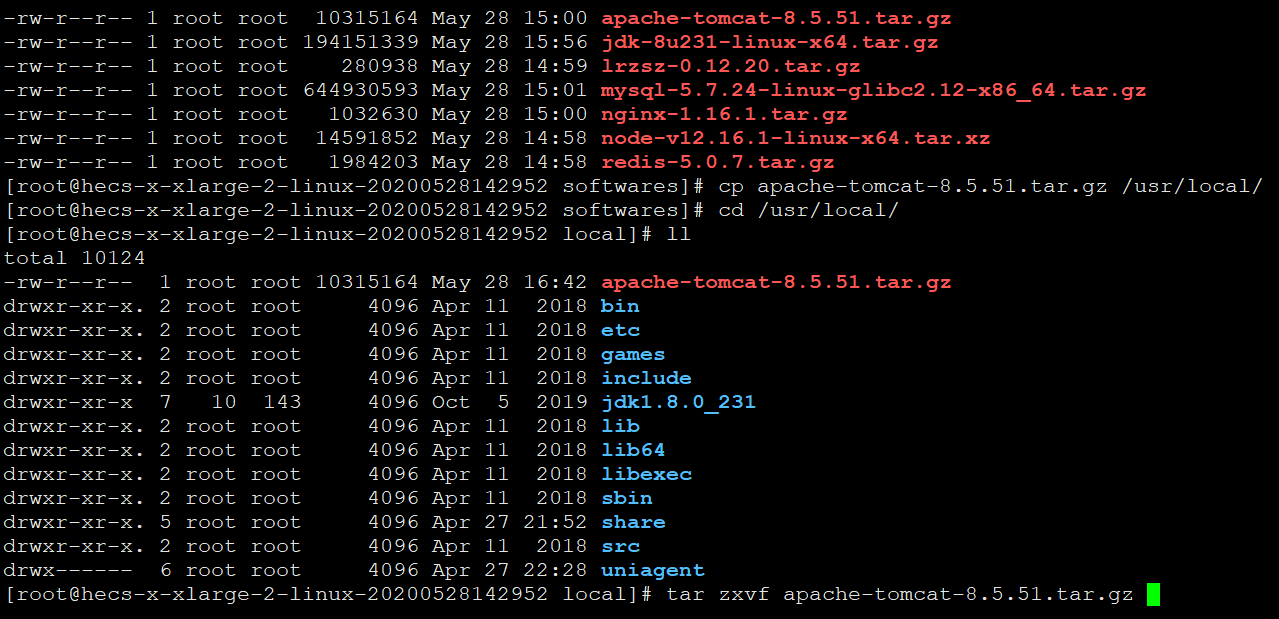 -rw-r--r-- 1 root root  10315164 May 28 15:00 apache-tomcat-8.5.51.tar.gz
-rw-r--r-- 1 root root 194151339 May 28 15:56 jdk-8u231-linux-x64.tar.gz
-rw-r--r-- 1 root root    280938 May 28 14:59 lrzsz-0.12.20.tar.gz
-rw-r--r-- 1 root root 644930593 May 28 15:01 mysql-5.7.24-linux-glibc2.12-x86_64.tar.gz
-rw-r--r-- 1 root root   1032630 May 28 15:00 nginx-1.16.1.tar.gz
-rw-r--r-- 1 root root  14591852 May 28 14:58 node-v12.16.1-linux-x64.tar.xz
-rw-r--r-- 1 root root   1984203 May 28 14:58 redis-5.0.7.tar.gz
[root@hecs-x-xlarge-2-linux-20200528142952 softwares]# cp apache-tomcat-8.5.51.tar.gz /usr/local/
[root@hecs-x-xlarge-2-linux-20200528142952 softwares]# cd /usr/local/
[root@hecs-x-xlarge-2-linux-20200528142952 local]# ll
total 10124
-rw-r--r--  1 root root 10315164 May 28 16:42 apache-tomcat-8.5.51.tar.gz
drwxr-xr-x. 2 root root     4096 Apr 11  2018 bin
drwxr-xr-x. 2 root root     4096 Apr 11  2018 etc
drwxr-xr-x. 2 root root     4096 Apr 11  2018 games
drwxr-xr-x. 2 root root     4096 Apr 11  2018 include
drwxr-xr-x  7   10  143     4096 Oct  5  2019 jdk1.8.0_231
drwxr-xr-x. 2 root root     4096 Apr 11  2018 lib
drwxr-xr-x. 2 root root     4096 Apr 11  2018 lib64
drwxr-xr-x. 2 root root     4096 Apr 11  2018 libexec
drwxr-xr-x. 2 root root     4096 Apr 11  2018 sbin
drwxr-xr-x. 5 root root     4096 Apr 27 21:52 share
drwxr-xr-x. 2 root root     4096 Apr 11  2018 src
drwx------  6 root root     4096 Apr 27 22:28 uniagent
[root@hecs-x-xlarge-2-linux-20200528142952 local]# tar zxvf apache-tomcat-8.5.51.tar.gz